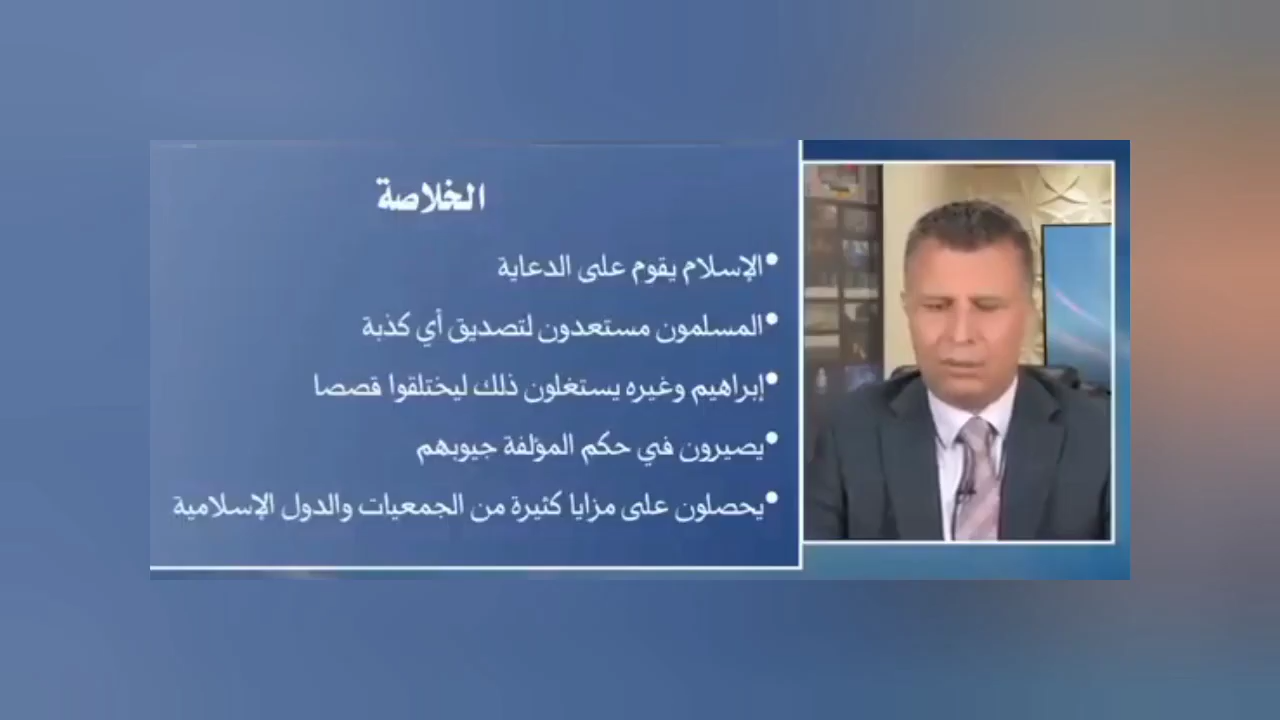 الخلاصة
•الإسلام يقوم على الدعاية
•المسلمون مستعدون لتصديق أي كذبة
•إبراهيم وغيره يستغلون ذلك ليختلقوا قصصا
•يصيرون في حكم المؤلفة جيوبهم
•يحصلون على مزايا كثيرة من الجمعيات والدول الإسلامية